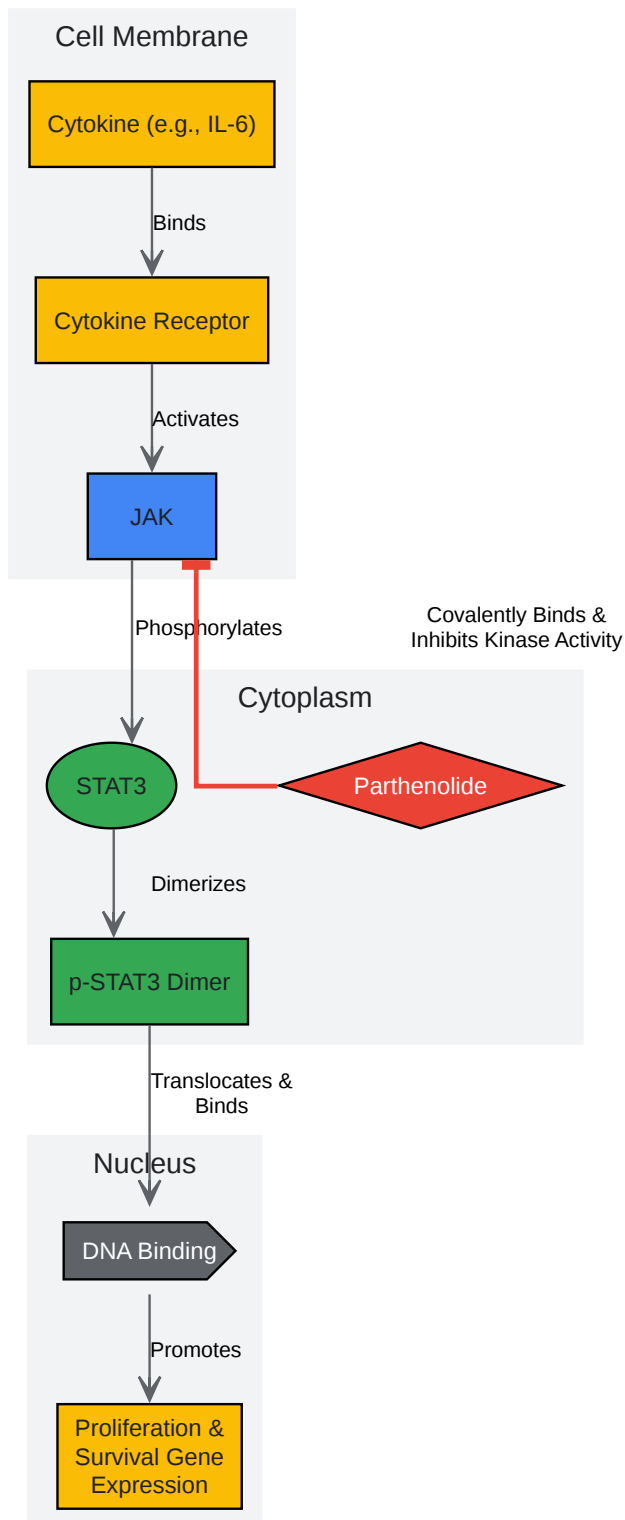 Cell Membrane
Cytokine (e.g., IL-6)
Binds
Cytokine Receptor
Activates
JAK
Phosphorylates
Covalently Binds &
Inhibits Kinase Activity
Cytoplasm
STAT3
Parthenolide
Dimerizes
p-STAT3 Dimer
Translocates &
Binds
Nucleus
DNA Binding
Promotes
Proliferation &
Survival Gene
Expression